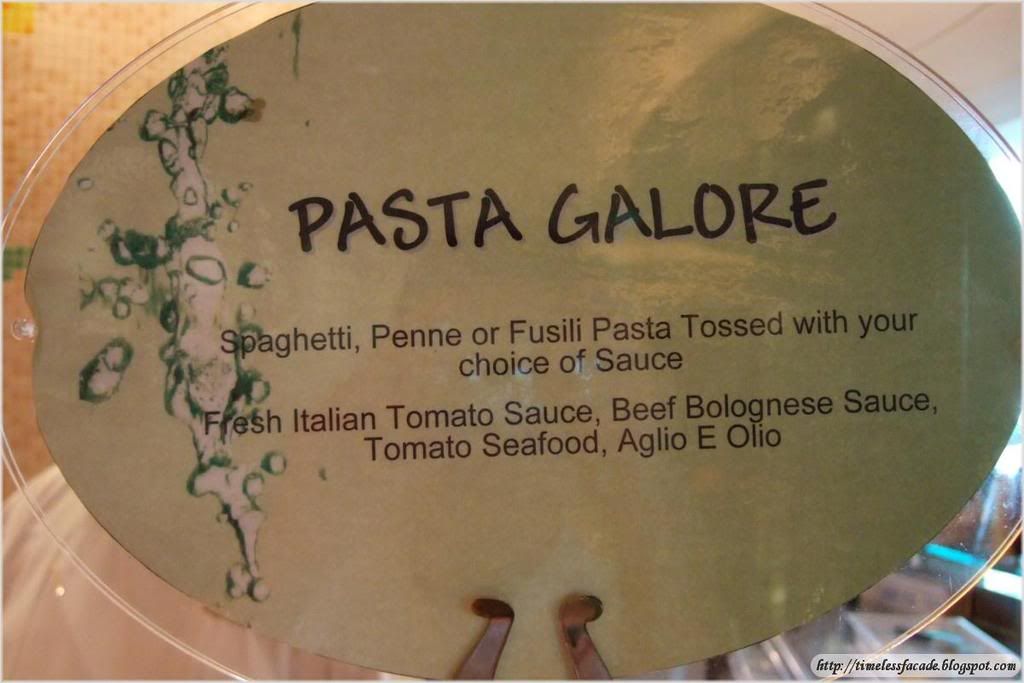 PASTA GALORE
Spaghetti, Penne or Fusili Pasta Tossed with your
choice of Sauce
Fresh Italian Tomato Sauce, Beef Bolognese Sauce,
Tomato Seafood, Aglio E Olio
http://timelessfacade.blogspot.com